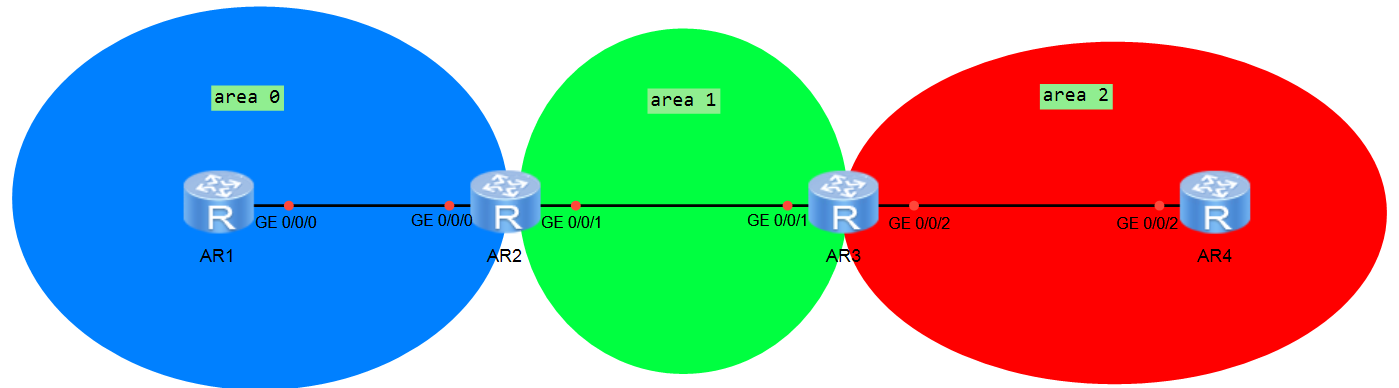 area 0
area 1
area 2
R
R
R
R
GE 0/0/0
GE 0/0/0
GE 0/0/1
GE 0/0/1
GE 0/0/2
GE 0/0/2
AR1
AR2
AR3
AR4